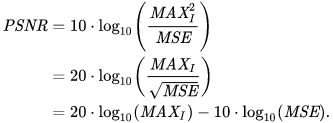 PSNR = 10 · log₁₀ (MAX_I² / MSE)
= 20 · log₁₀ (MAX_I / √MSE)
= 20 · log₁₀(MAX_I) − 10 · log₁₀(MSE).